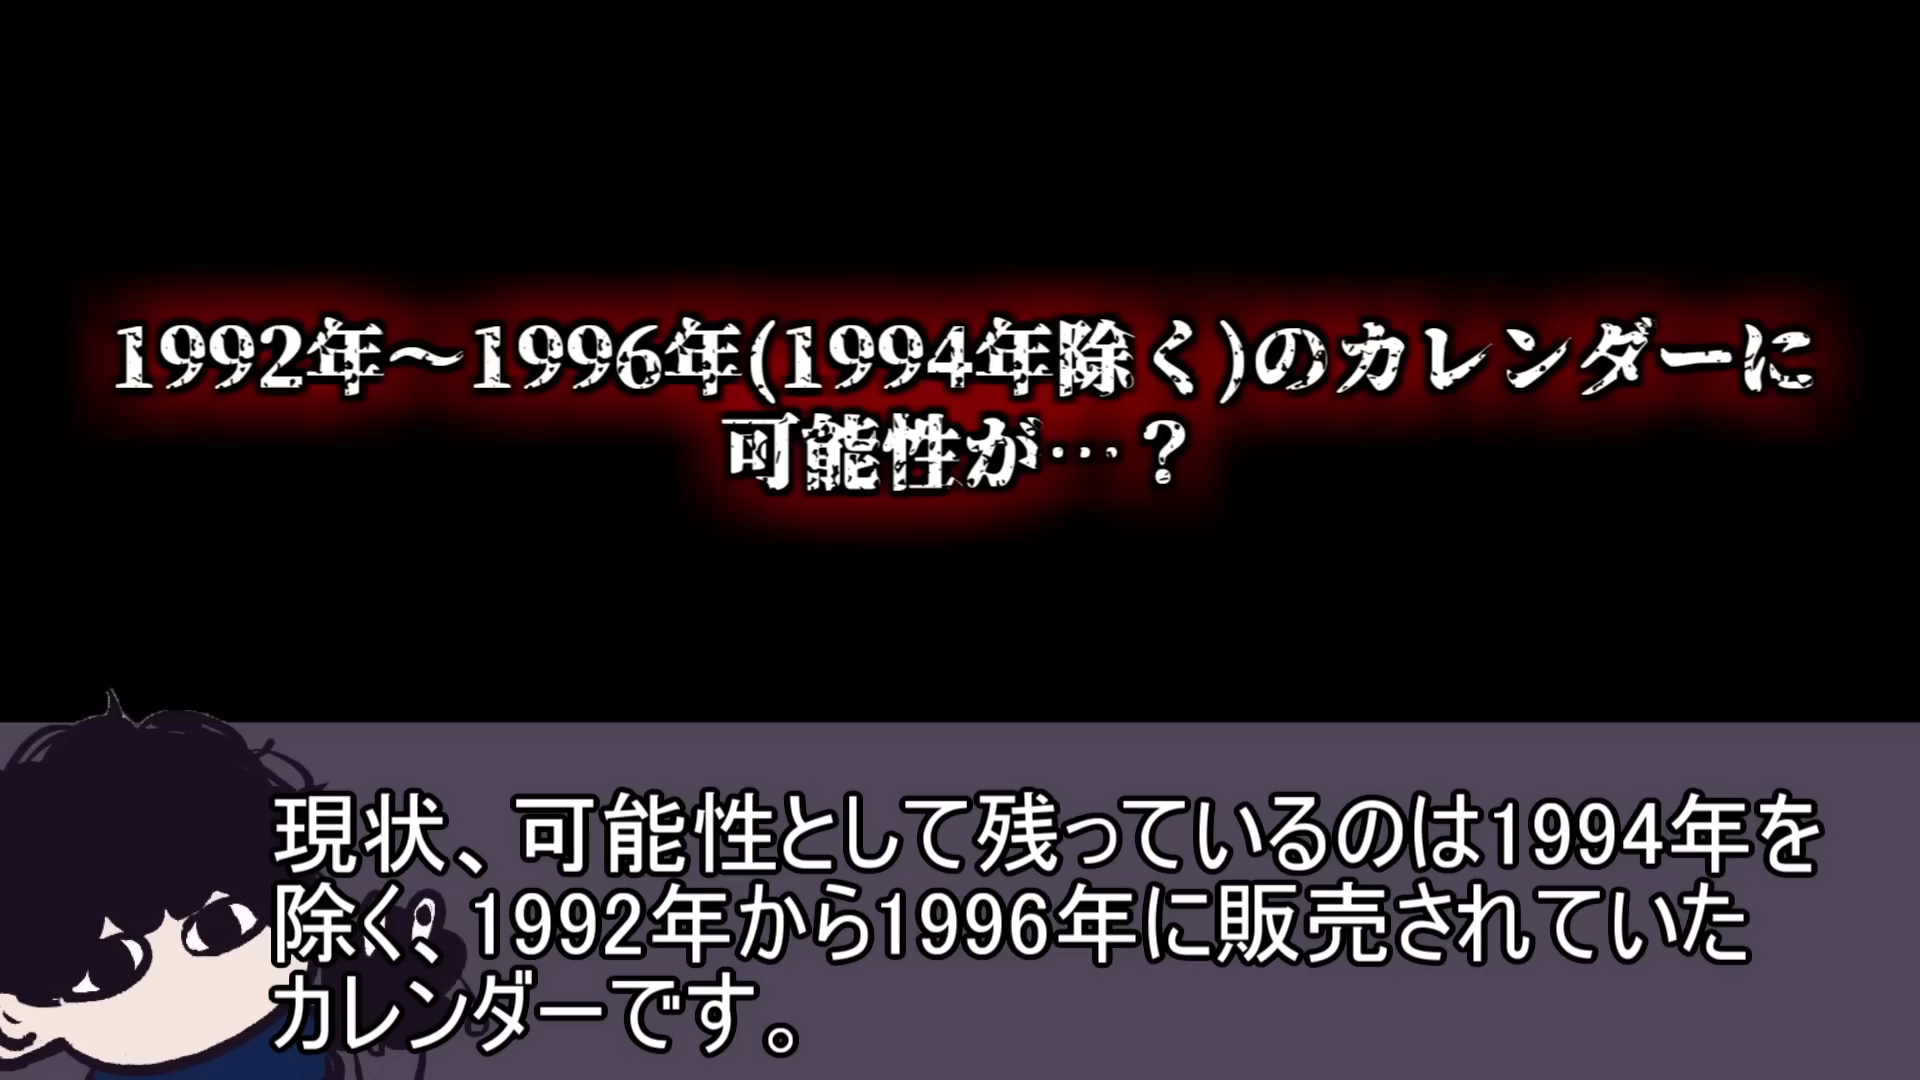 1992年～1996年(1994年除く)のカレンダーに
可能性が…？
現状、可能性として残っているのは1994年を
除く、1992年から1996年に販売されていた
カレンダーです。